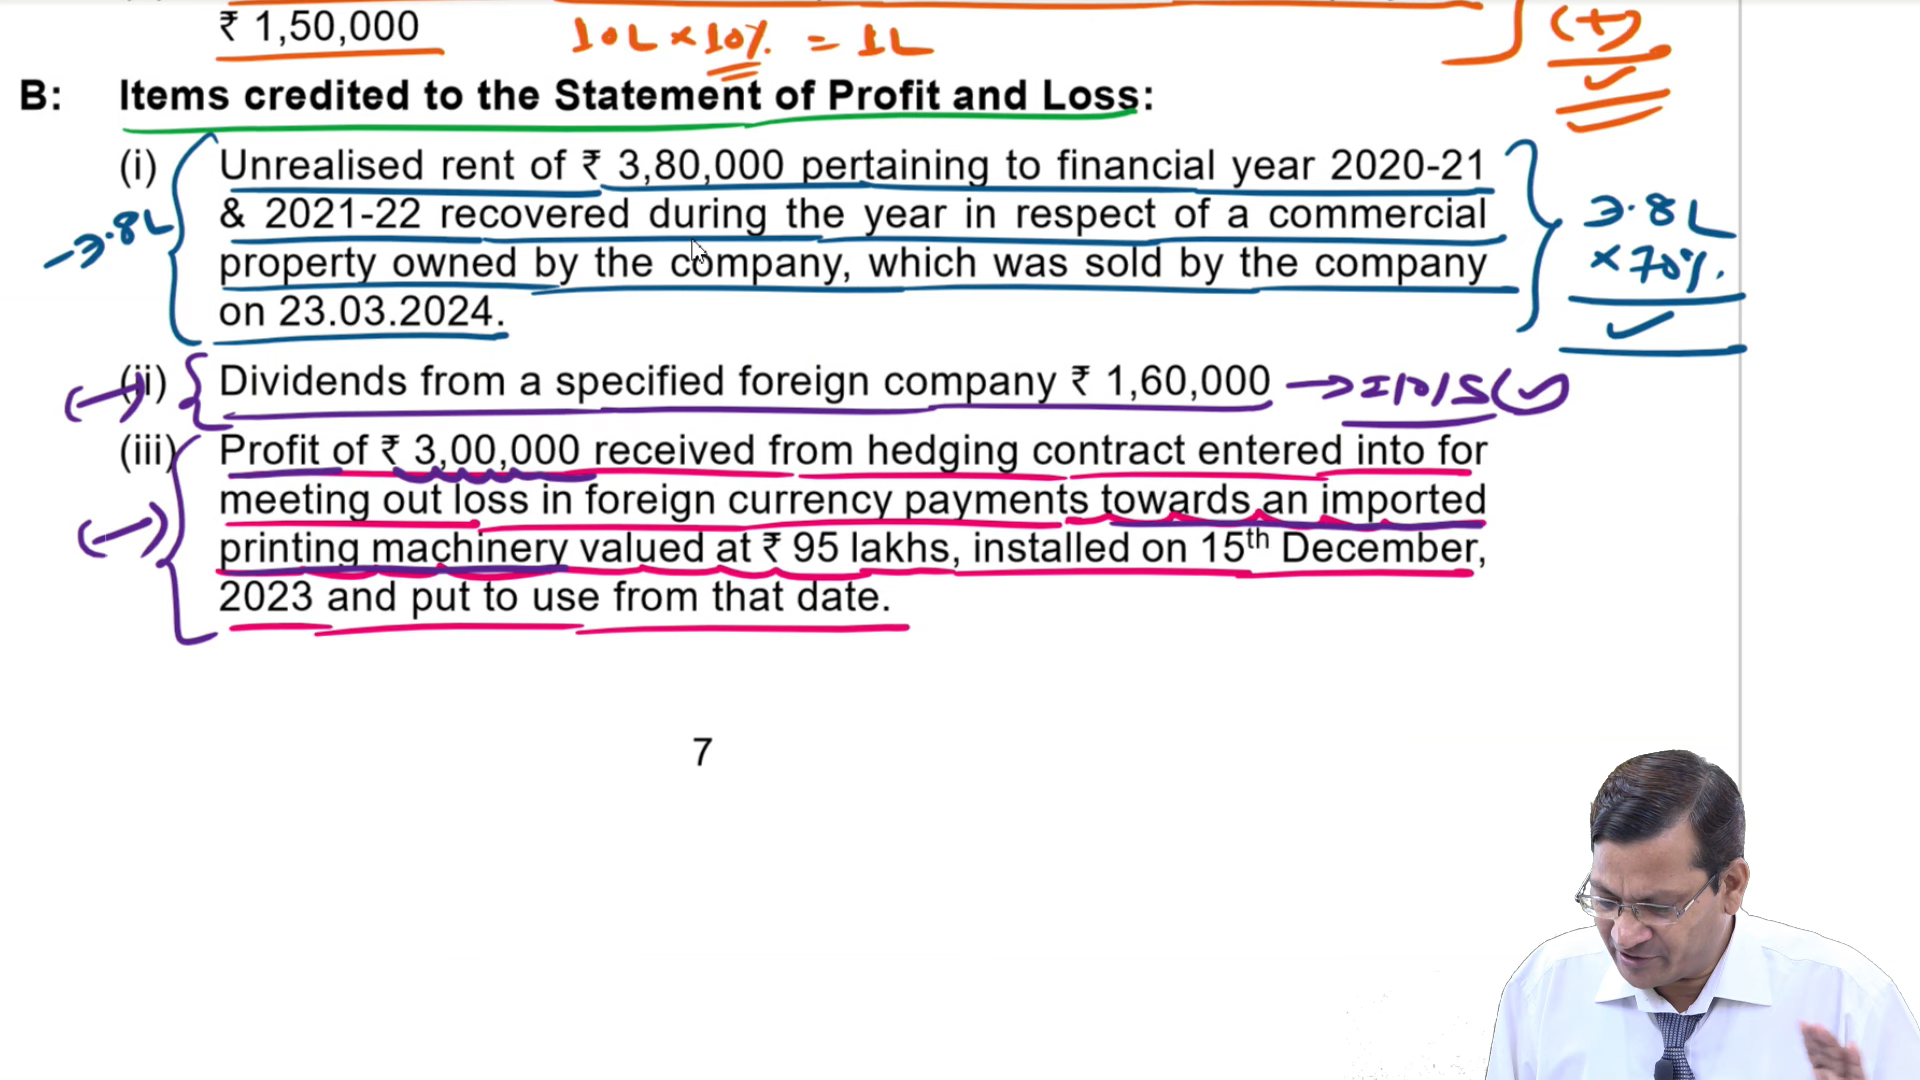 ₹ 1,50,000 10L × 10% = 1L (+)
B: Items credited to the Statement of Profit and Loss:
(i) Unrealised rent of ₹ 3,80,000 pertaining to financial year 2020-21
& 2021-22 recovered during the year in respect of a commercial
property owned by the company, which was sold by the company
on 23.03.2024.
-3.8L
3.8L
×70%.
(ii) Dividends from a specified foreign company ₹ 1,60,000 → I/O/S
(-)
(iii) Profit of ₹ 3,00,000 received from hedging contract entered into for
meeting out loss in foreign currency payments towards an imported
printing machinery valued at ₹ 95 lakhs, installed on 15th December,
2023 and put to use from that date.
(-)
7